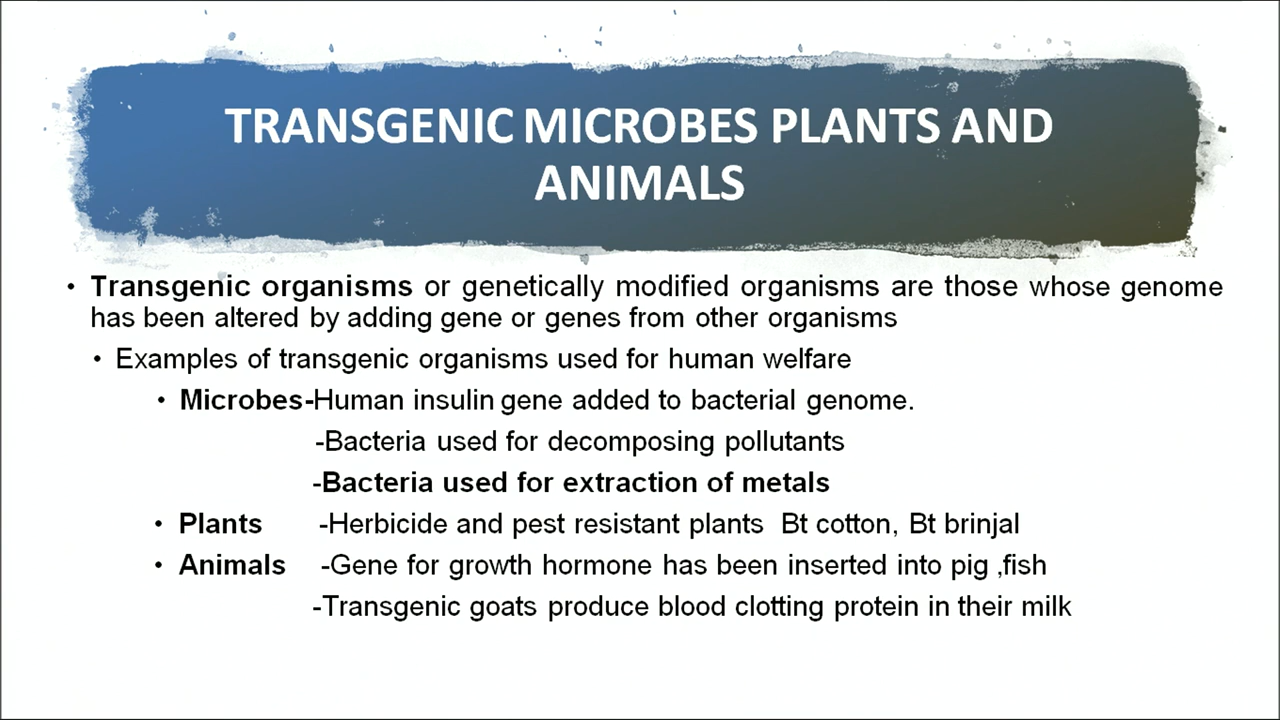 TRANSGENIC MICROBES PLANTS AND
ANIMALS
• Transgenic organisms or genetically modified organisms are those whose genome
has been altered by adding gene or genes from other organisms
• Examples of transgenic organisms used for human welfare
• Microbes-Human insulin gene added to bacterial genome.
-Bacteria used for decomposing pollutants
-Bacteria used for extraction of metals
• Plants -Herbicide and pest resistant plants Bt cotton, Bt brinjal
• Animals -Gene for growth hormone has been inserted into pig ,fish
-Transgenic goats produce blood clotting protein in their milk